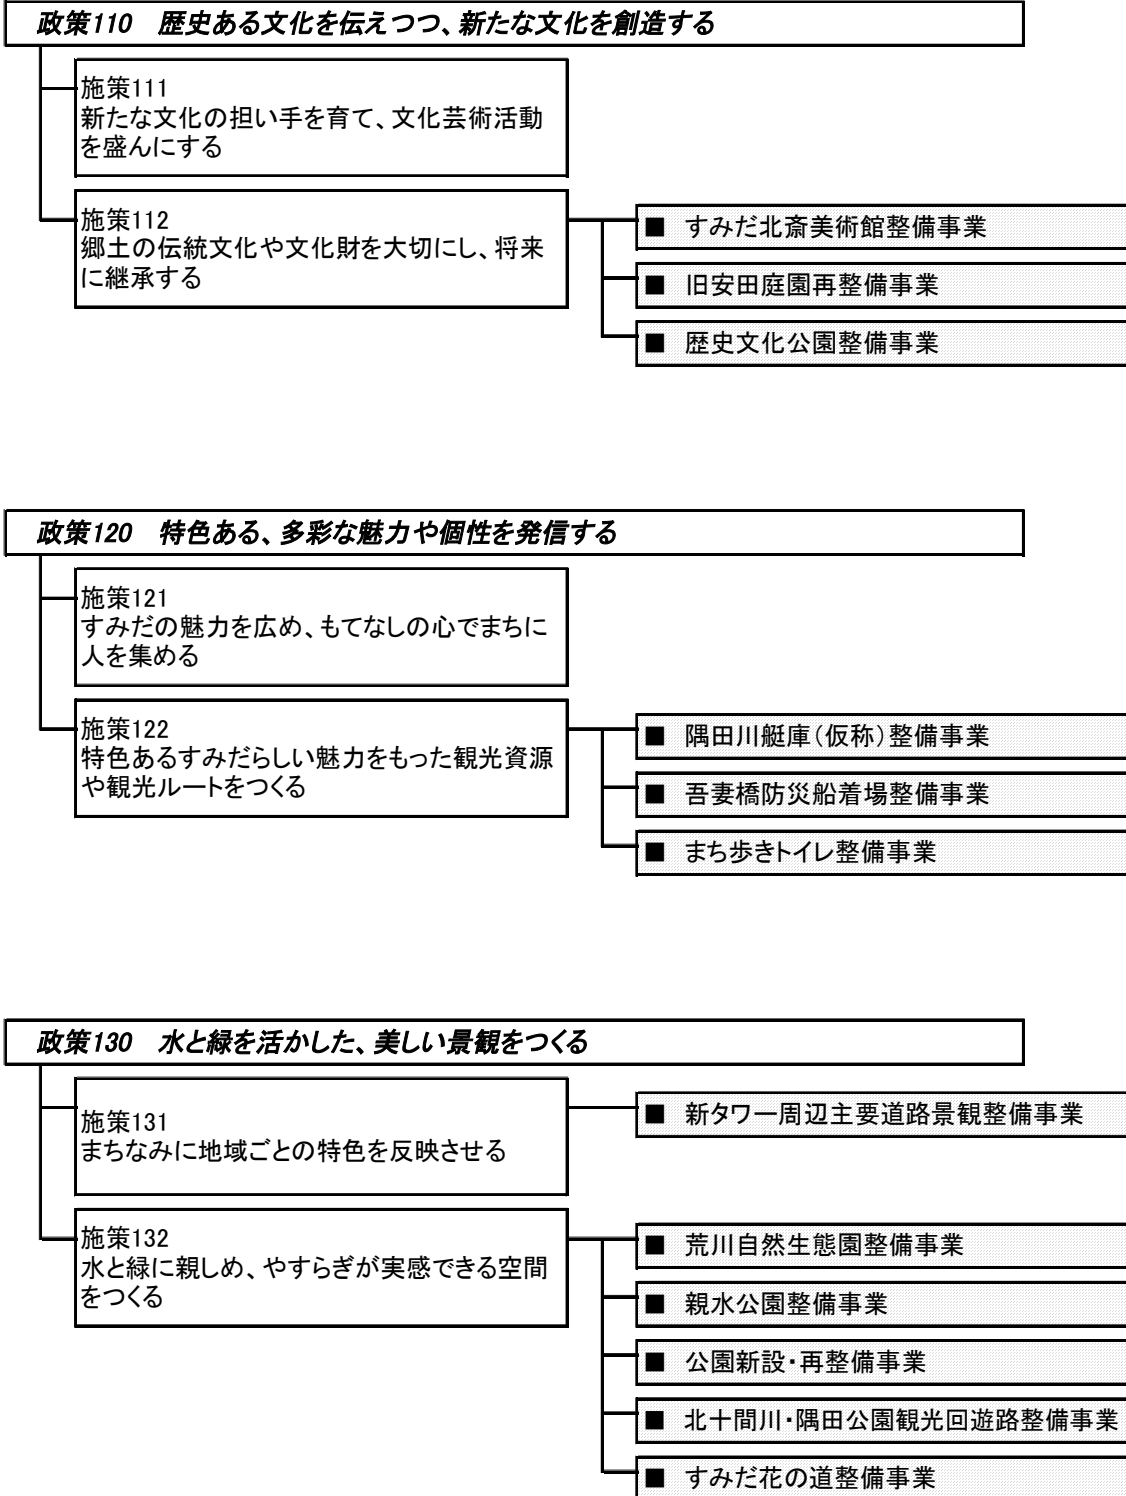 政策110　歴史ある文化を伝えつつ、新たな文化を創造する
施策111
新たな文化の担い手を育て、文化芸術活動
を盛んにする
施策112
郷土の伝統文化や文化財を大切にし、将来
に継承する
■　すみだ北斎美術館整備事業
■　旧安田庭園再整備事業
■　歴史文化公園整備事業
政策120　特色ある、多彩な魅力や個性を発信する
施策121
すみだの魅力を広め、もてなしの心でまちに
人を集める
施策122
特色あるすみだらしい魅力をもった観光資源
や観光ルートをつくる
■　隅田川艇庫（仮称）整備事業
■　吾妻橋防災船着場整備事業
■　まち歩きトイレ整備事業
政策130　水と緑を活かした、美しい景観をつくる
施策131
まちなみに地域ごとの特色を反映させる
■　新タワー周辺主要道路景観整備事業
施策132
水と緑に親しめ、やすらぎが実感できる空間
をつくる
■　荒川自然生態園整備事業
■　親水公園整備事業
■　公園新設・再整備事業
■　北十間川・隅田公園観光回遊路整備事業
■　すみだ花の道整備事業